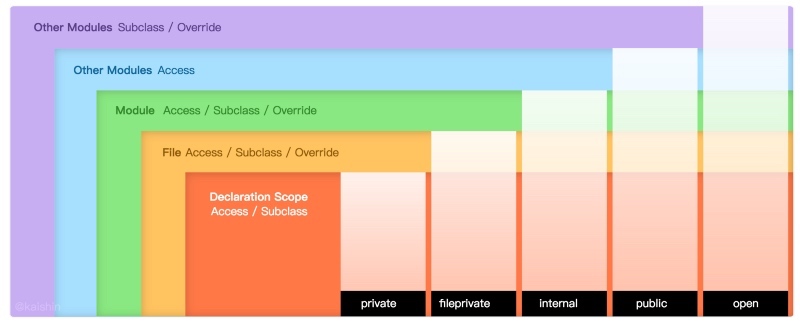 Other Modules Subclass / Override
Other Modules Access
Module Access / Subclass / Override
File Access / Subclass / Override
Declaration Scope
Access / Subclass
private
fileprivate
internal
public
open
@kaishin